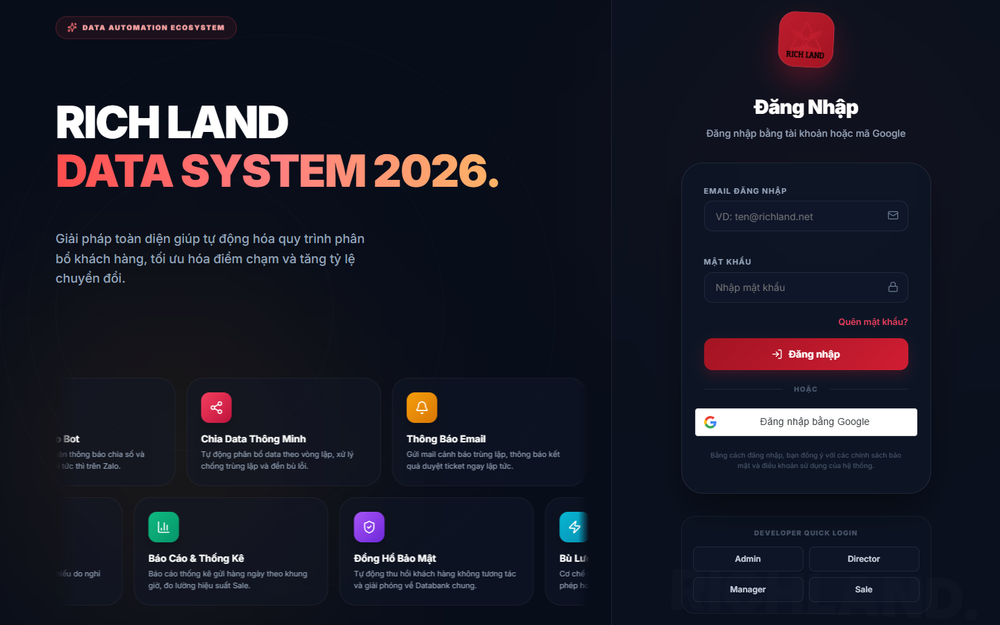 DATA AUTOMATION ECOSYSTEM
RICH LAND
DATA SYSTEM 2026.
Giải pháp toàn diện giúp tự động hóa quy trình phân
bổ khách hàng, tối ưu hóa điểm chạm và tăng tỷ lệ
chuyển đổi.
Bot
thông báo chia số và
tức thì trên Zalo.
Chia Data Thông Minh
Tự động phân bổ data theo vòng lặp, xử lý
chống trùng lặp và đền bù lỗi.
Thông Báo Email
Gửi mail cảnh báo trùng lặp, thông báo kết
quả duyệt ticket ngay lập tức.
do nghỉ
Báo Cáo & Thống Kê
Báo cáo thống kê gửi hàng ngày theo khung
giờ, đo lường hiệu suất Sale.
Đồng Hồ Bảo Mật
Tự động thu hồi khách hàng không tương tác
và giải phóng về Databank chung.
Bù
Cơ chế
phép
RICH LAND
Đăng Nhập
Đăng nhập bằng tài khoản hoặc mã Google
EMAIL ĐĂNG NHẬP
VD: ten@richland.net
MẬT KHẨU
Nhập mật khẩu
Quên mật khẩu?
Đăng nhập
HOẶC
Đăng nhập bằng Google
Bằng cách đăng nhập, bạn đồng ý với các chính sách bảo
mật và điều khoản sử dụng của hệ thống.
DEVELOPER QUICK LOGIN
Admin
Director
Manager
Sale
RICHLAND.